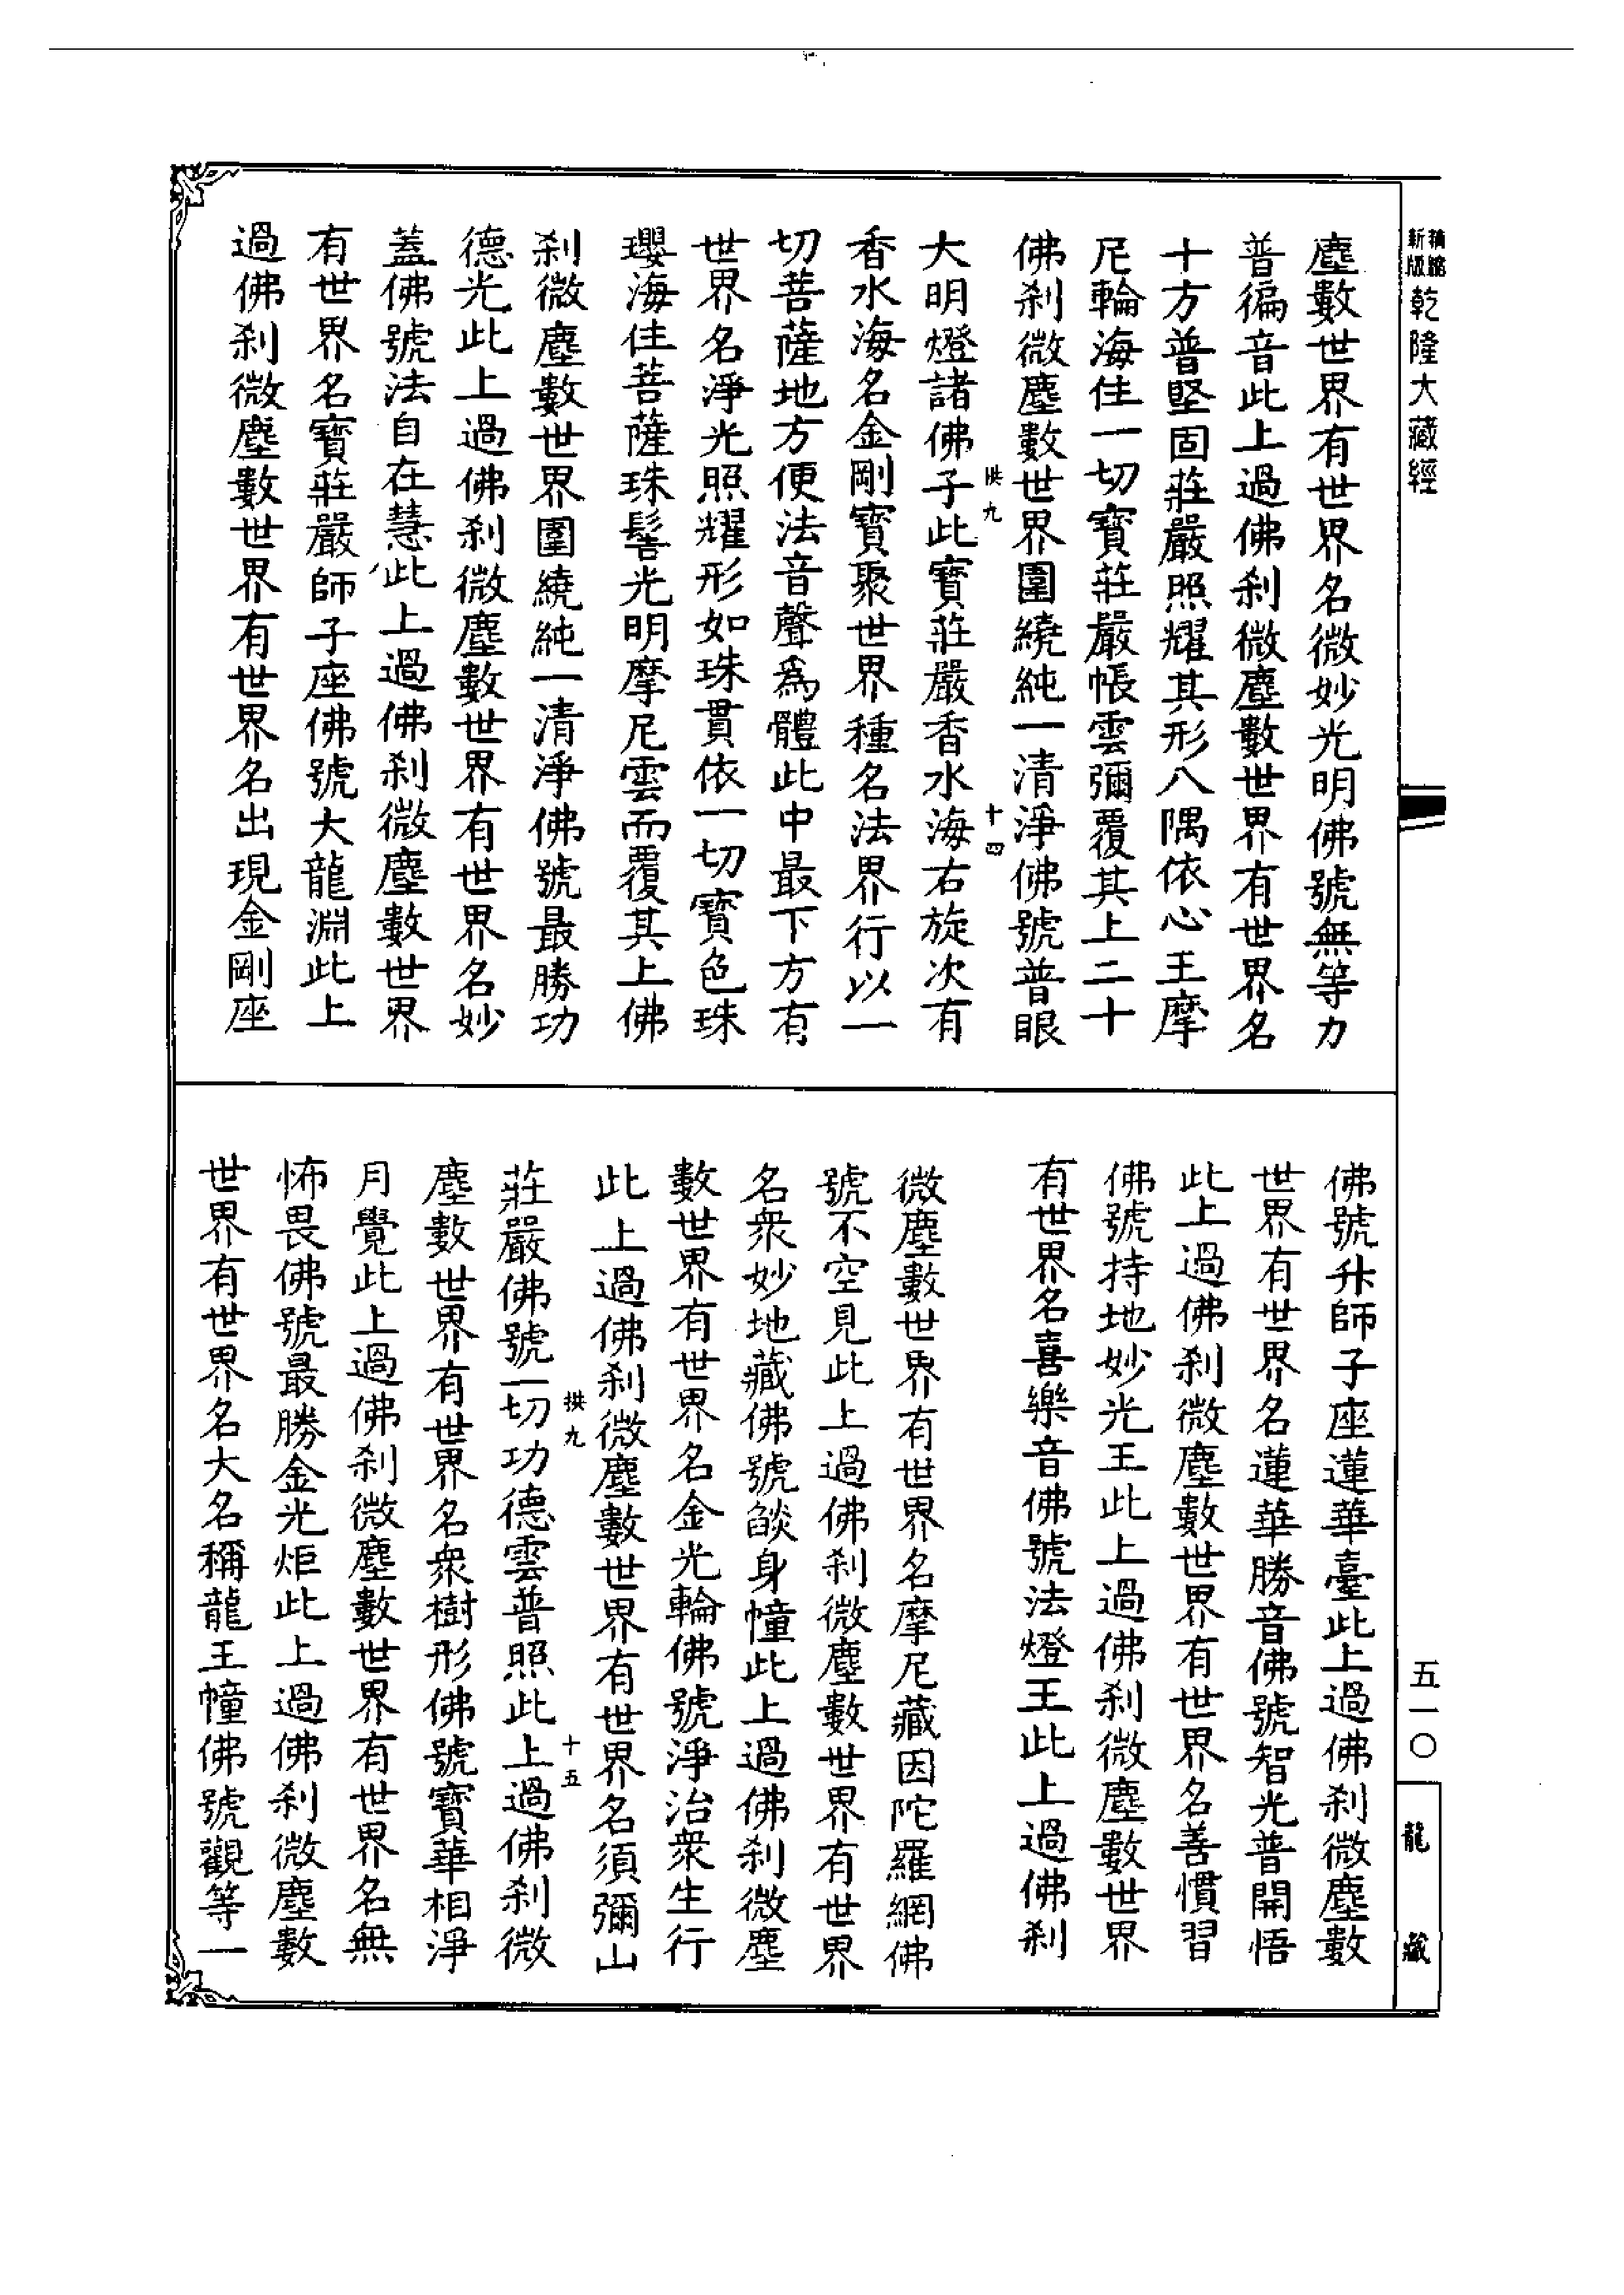 精縮
新版
乾隆大藏經
塵數世界有世界名微妙光明佛號無等力
普徧音此上過佛刹微塵數世界有世界名
十方普堅固莊嚴照耀其形八隅依心王摩
尼輪海住一切寶莊嚴帳雲彌覆其上二十
佛刹微塵數世界圍繞純一清淨佛號普眼
拱九
十四
大明燈諸佛子此寶莊嚴香水海右旋次有
香水海名金剛寶聚世界種名法界行以一
切菩薩地方便法音聲爲體此中最下方有
世界名淨光照耀形如珠貫依一切寶色珠
瓔海住菩薩珠髻光明摩尼雲而覆其上佛
刹微塵數世界圍繞純一清淨佛號最勝功
德光此上過佛刹微塵數世界有世界名妙
蓋佛號法自在慧此上過佛刹微塵數世界
有世界名寶莊嚴師子座佛號大龍淵此上
過佛刹微塵數世界有世界名出現金剛座
佛號升師子座蓮華臺此上過佛刹微塵數
世界有世界名蓮華勝音佛號智光普開悟
此上過佛刹微塵數世界有世界名善慣習
佛號持地妙光王此上過佛刹微塵數世界
有世界名喜樂音佛號法燈王此上過佛刹
微塵數世界有世界名摩尼藏因陀羅網佛
號不空見此上過佛刹微塵數世界有世界
名衆妙地藏佛號燄身幢此上過佛刹微塵
數世界有世界名金光輪佛號淨治衆生行
此上過佛刹微塵數世界有世界名須彌山
拱九
十五
莊嚴佛號一切功德雲普照此上過佛刹微
塵數世界有世界名衆樹形佛號寶華相淨
月覺此上過佛刹微塵數世界有世界名無
怖畏佛號最勝金光炬此上過佛刹微塵數
世界有世界名大名稱龍王幢佛號觀等一
五一〇
龍藏